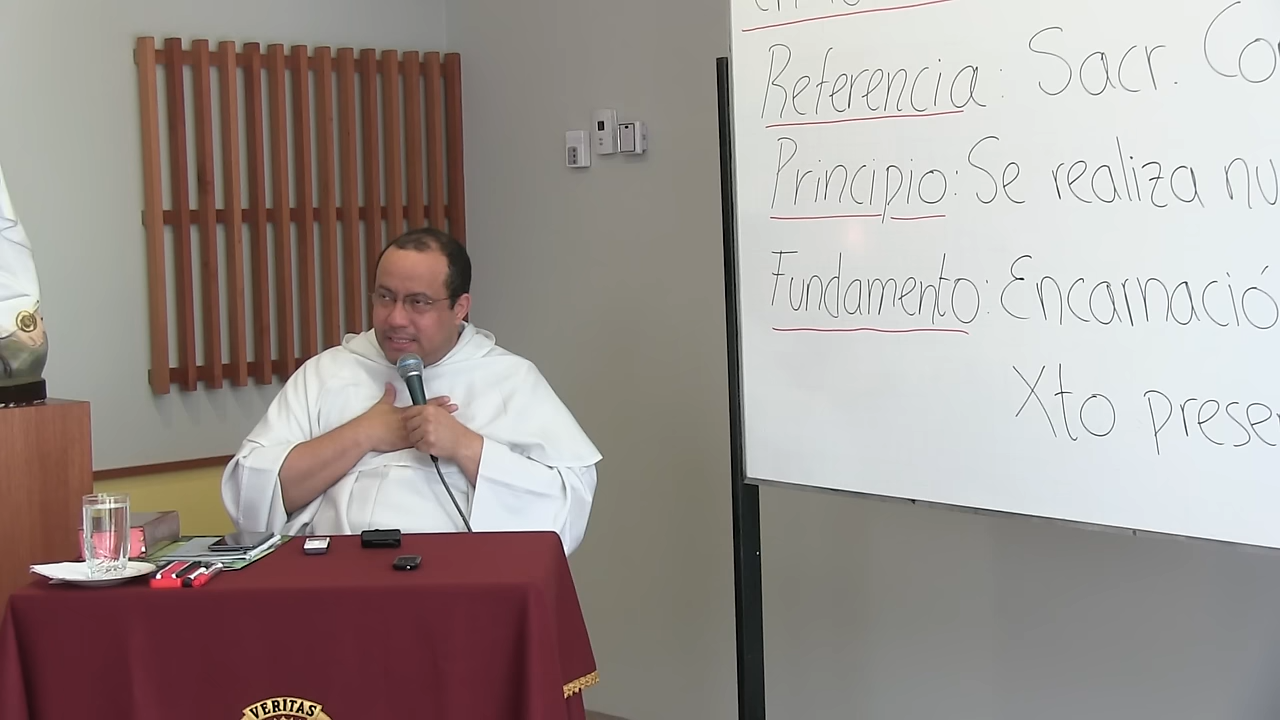 Referencia: Sacr. Co
Principio: Se realiza nu
Fundamento: Encarnació
Xto prese
VERITAS